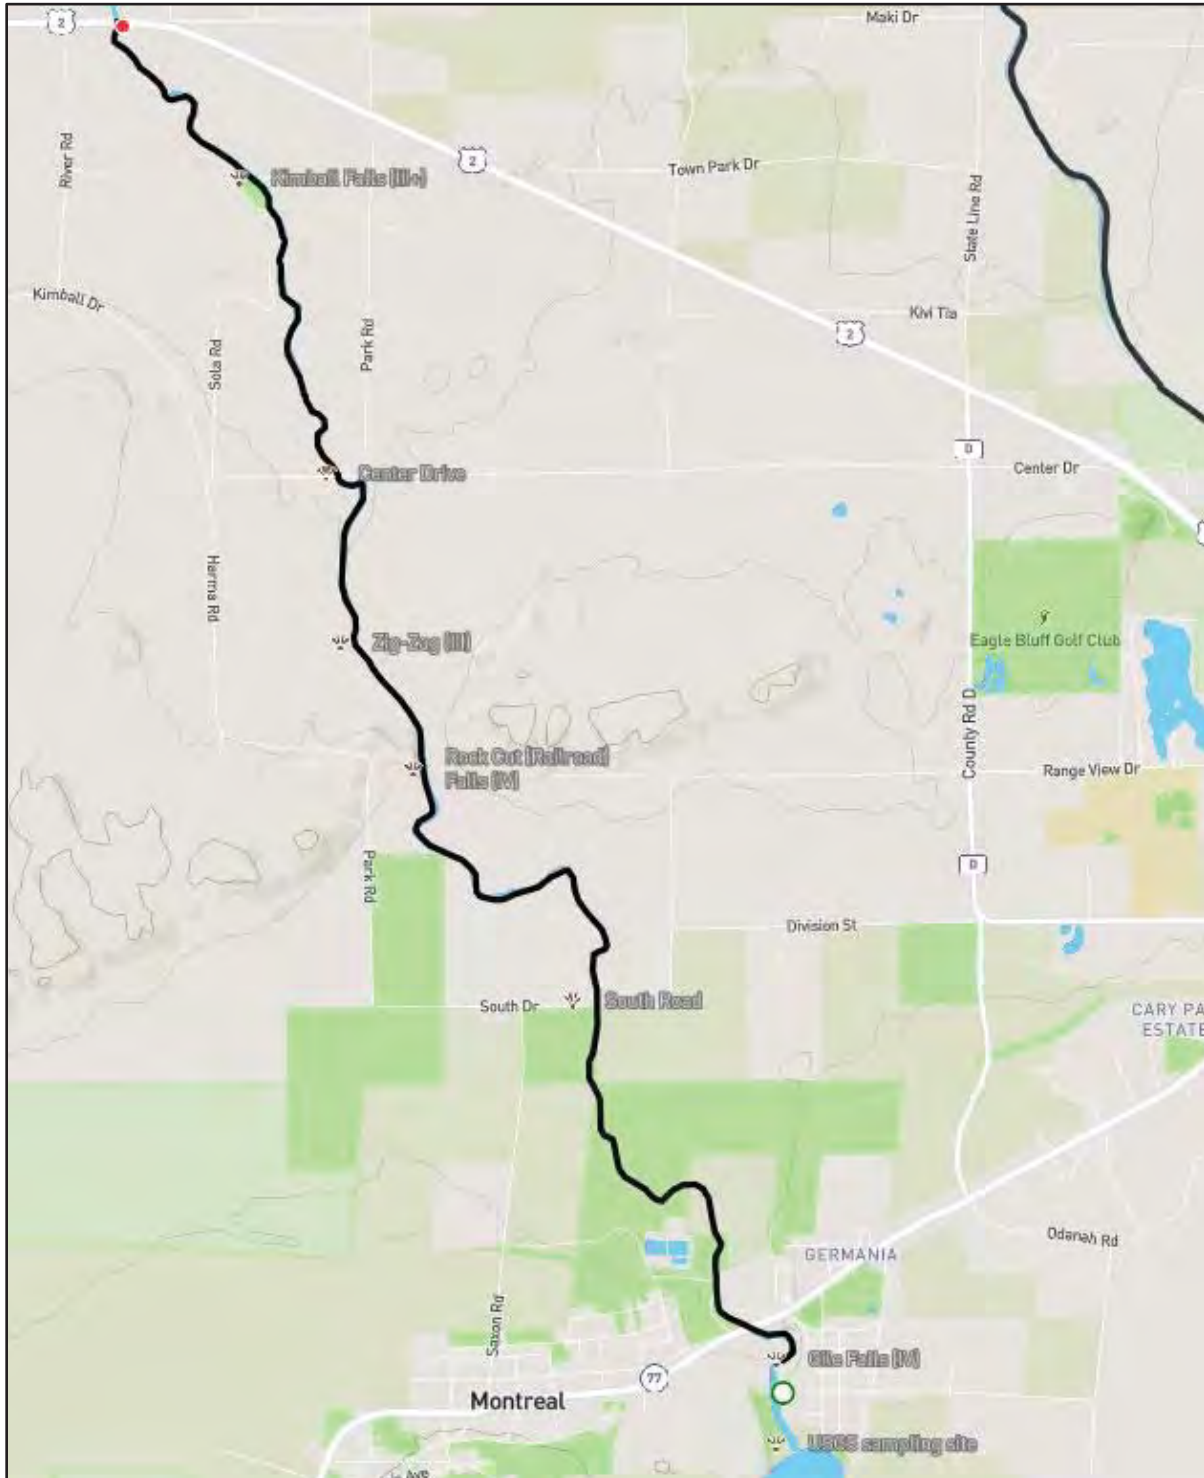 2
Maki Dr
River Rd
2
Town Park Dr
Kimball Falls (III+)
State Line Rd
Kimball Dr
Kivi Tia
2
Park Rd
Sola Rd
D
Center Dr
Center Drive
Harma Rd
Zig-Zag (III)
Eagle Bluff Golf Club
County Rd D
Rock Cut (Railroad)
Falls (IV)
Range View Dr
Park Rd
D
Division St
South Dr
South Road
CARY PA
ESTATE
Odanah Rd
GERMANIA
Saxon Rd
Gile Falls (IV)
77
Montreal
USGS sampling site